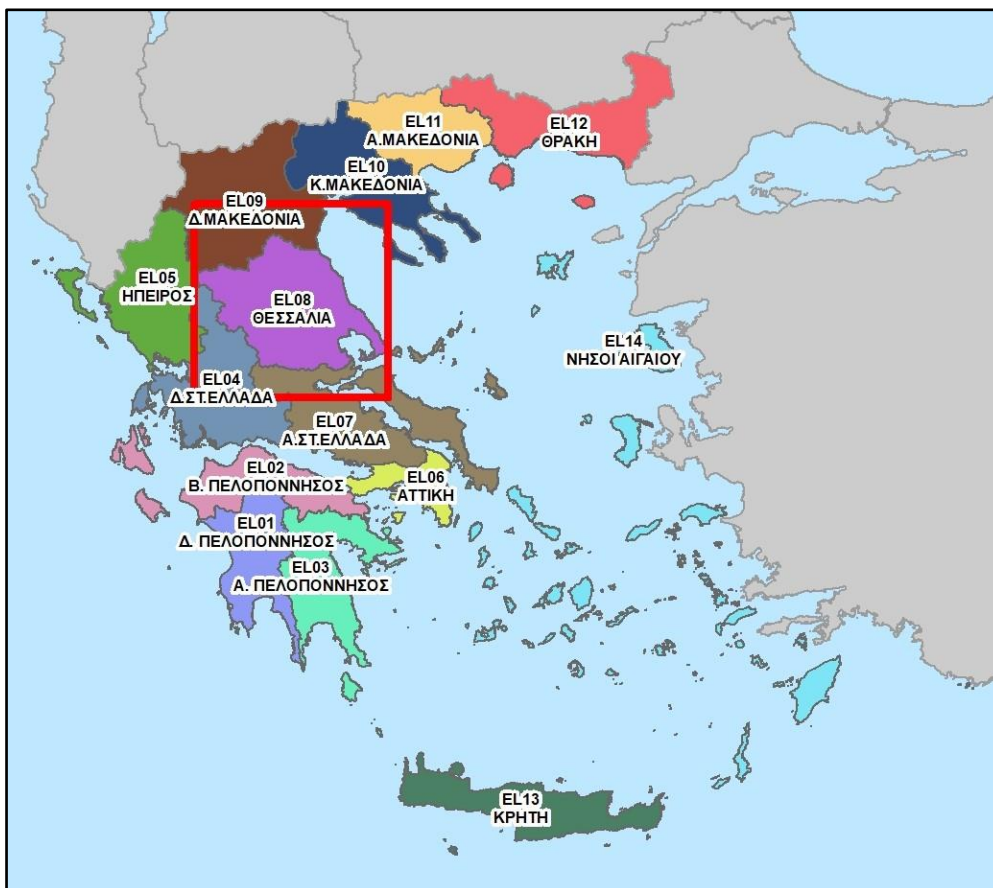 EL11
Α.ΜΑΚΕΔΟΝΙΑ
EL12
ΘΡΑΚΗ
EL10
Κ.ΜΑΚΕΔΟΝΙΑ
EL09
Δ.ΜΑΚΕΔΟΝΙΑ
EL05
ΗΠΕΙΡΟΣ
EL08
ΘΕΣΣΑΛΙΑ
EL14
ΝΗΣΟΙ ΑΙΓΑΙΟΥ
EL04
Δ.ΣΤ.ΕΛΛΑΔΑ
EL07
Α.ΣΤ.ΕΛΛΑΔΑ
EL02
Β. ΠΕΛΟΠΟΝΝΗΣΟΣ
EL06
ΑΤΤΙΚΗ
EL01
Δ. ΠΕΛΟΠΟΝΝΗΣΟΣ
EL03
Α. ΠΕΛΟΠΟΝΝΗΣΟΣ
EL13
ΚΡΗΤΗ